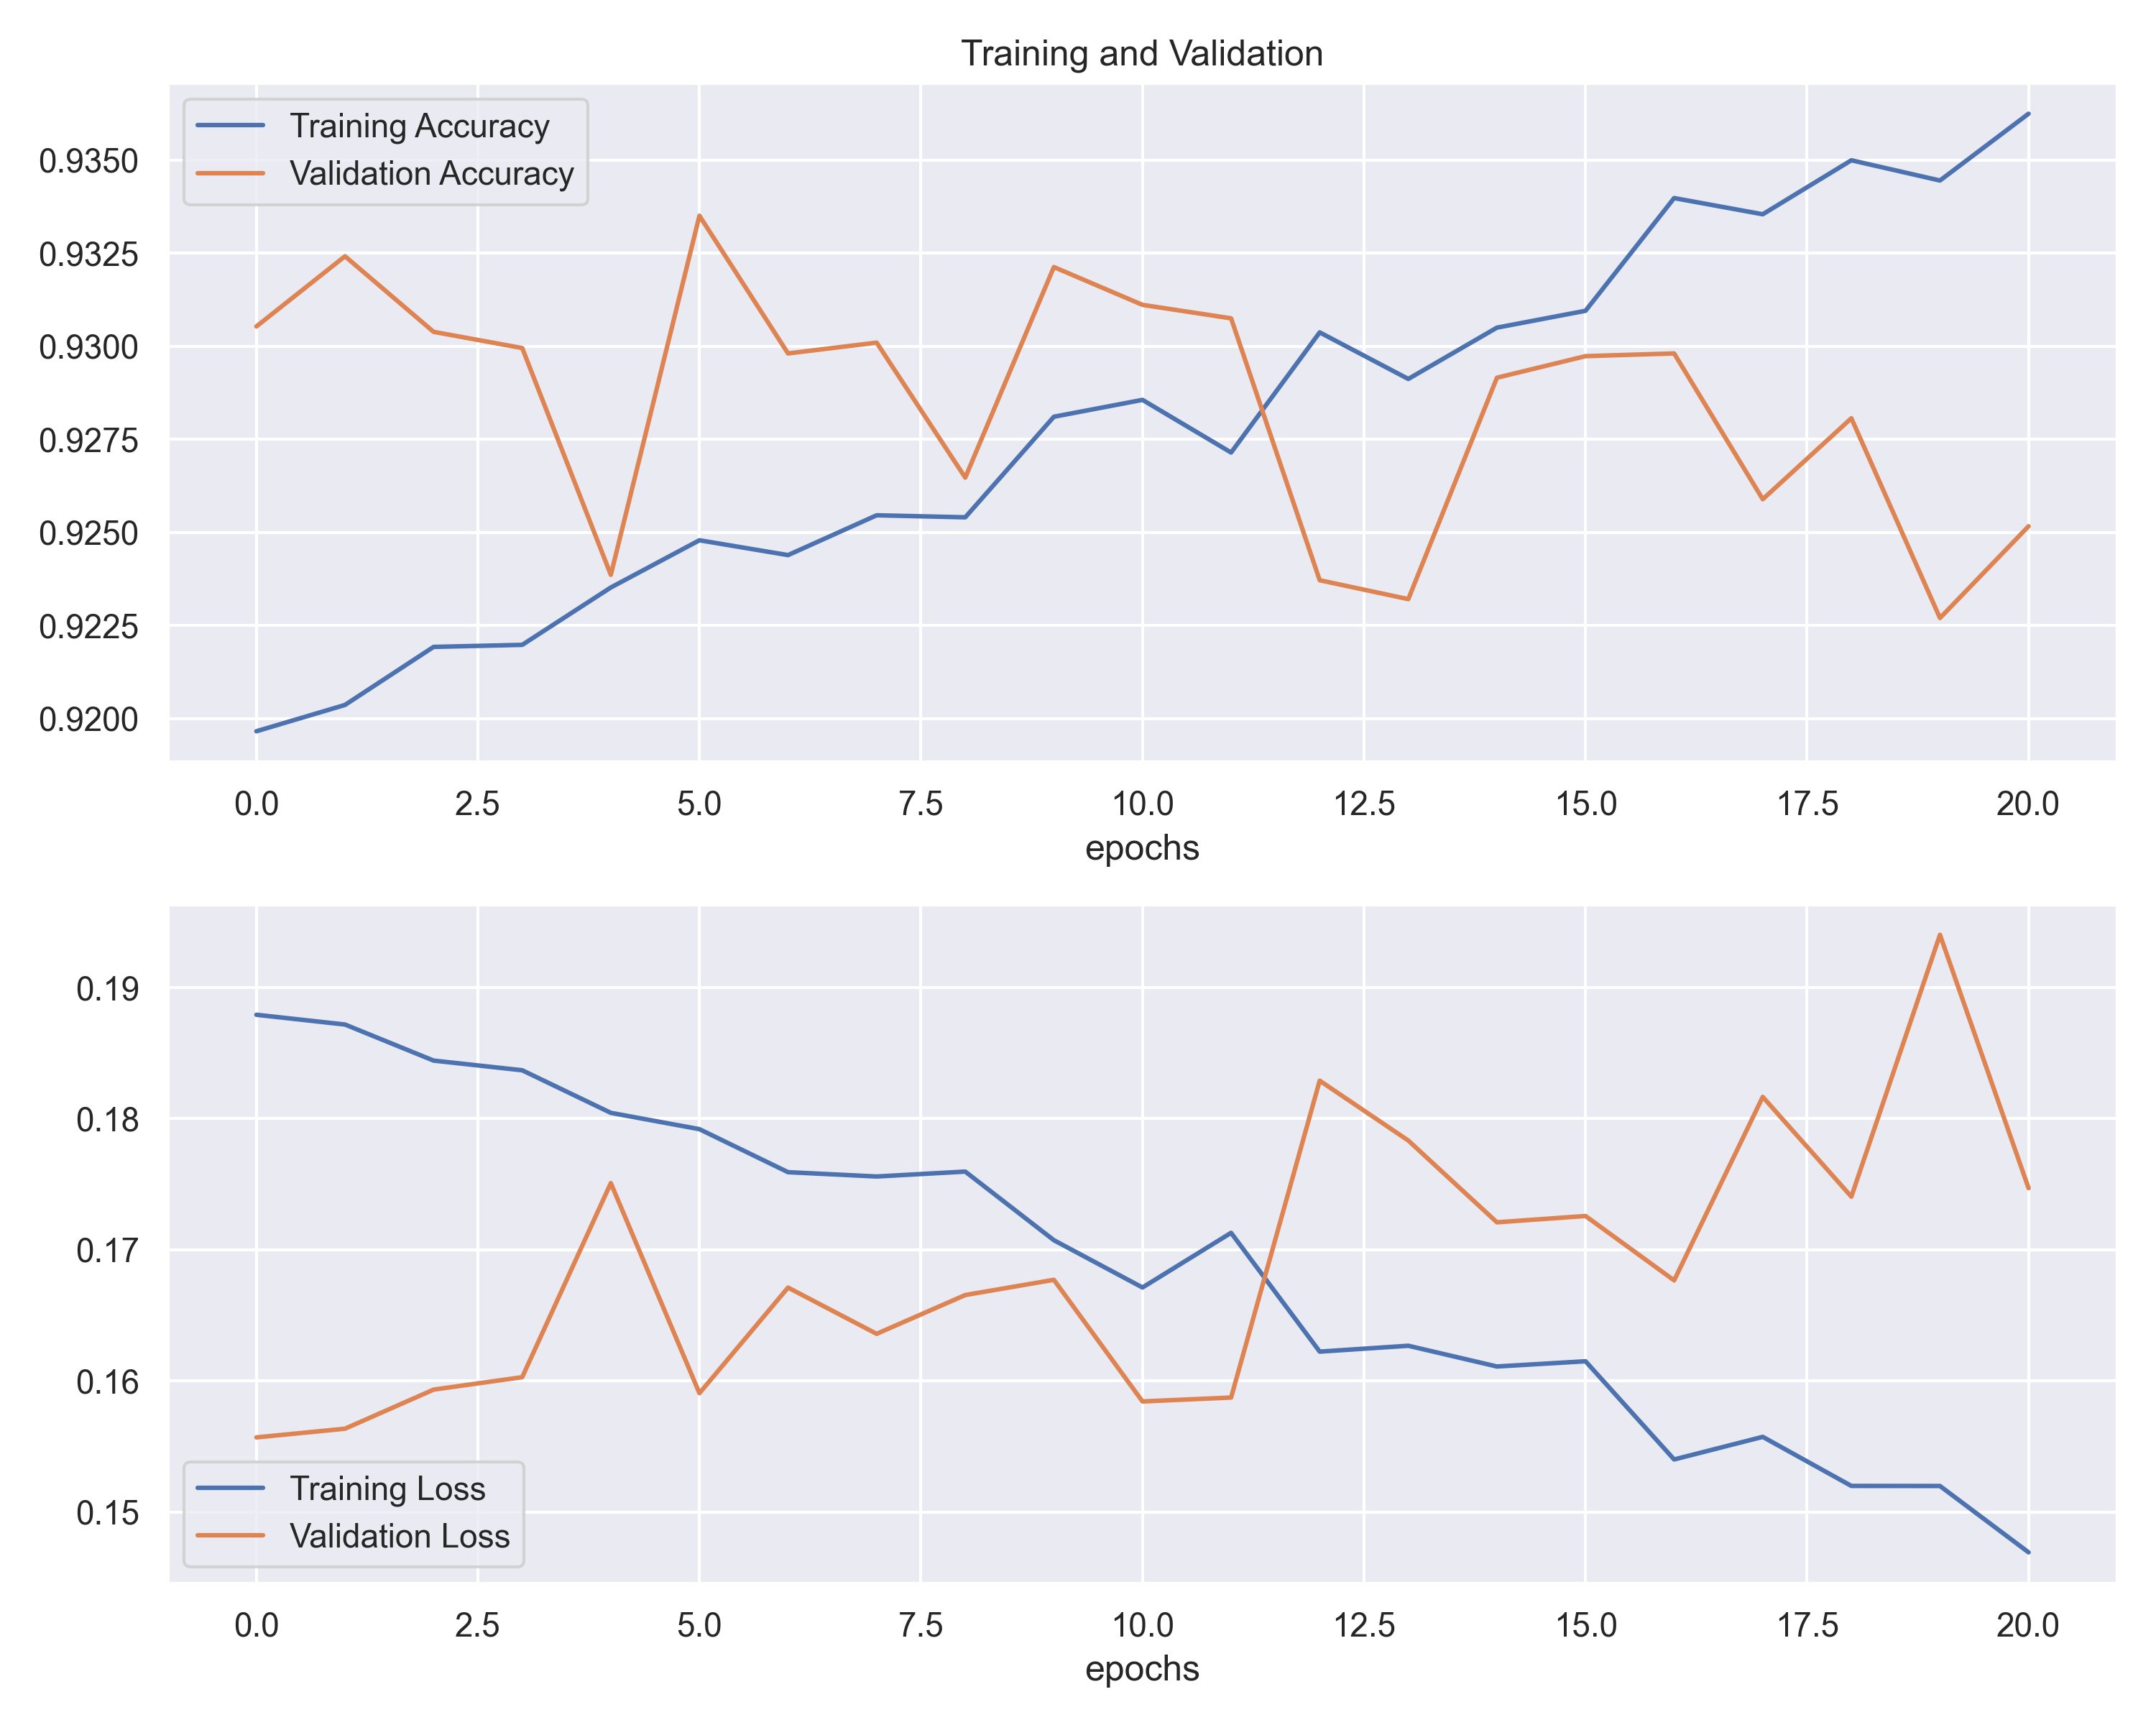 Training and Validation
Training Accuracy
Validation Accuracy
0.9350
0.9325
0.9300
0.9275
0.9250
0.9225
0.9200
0.0 2.5 5.0 7.5 10.0 12.5 15.0 17.5 20.0
epochs
0.19
0.18
0.17
0.16
0.15
Training Loss
Validation Loss
0.0 2.5 5.0 7.5 10.0 12.5 15.0 17.5 20.0
epochs